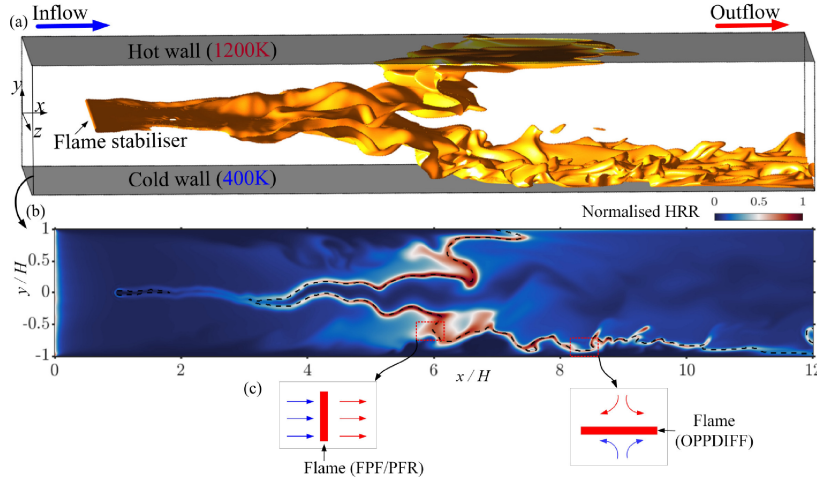 (a)
Inflow
Outflow
Hot wall (1200K)
y
x
z
Flame stabiliser
Cold wall (400K)
(b)
Normalised HRR
0 0.5 1
y / H
1
0.5
0
-0.5
-1
0 2 4 6 8 10 12
x / H
(c)
Flame (FPF/PFR)
Flame
(OPPDIFF)